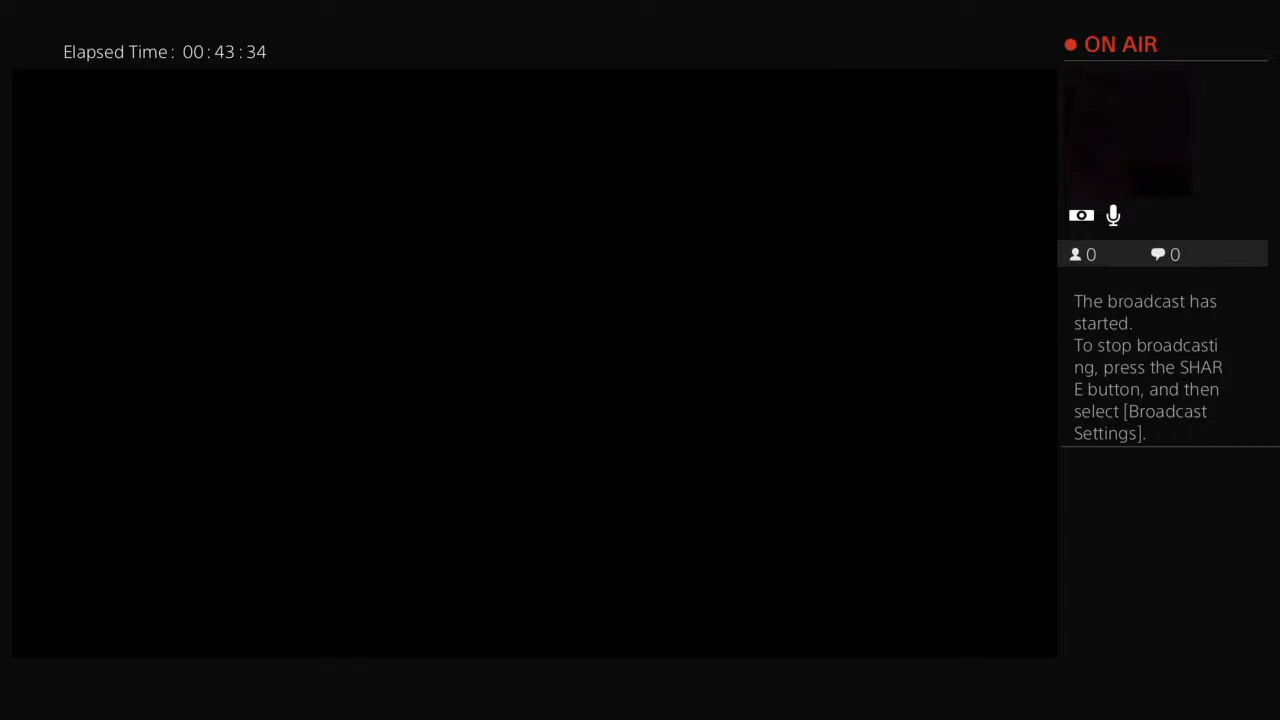 Elapsed Time: 00:43:34
ON AIR
0 0
The broadcast has
started.
To stop broadcasti
ng, press the SHAR
E button, and then
select [Broadcast
Settings].